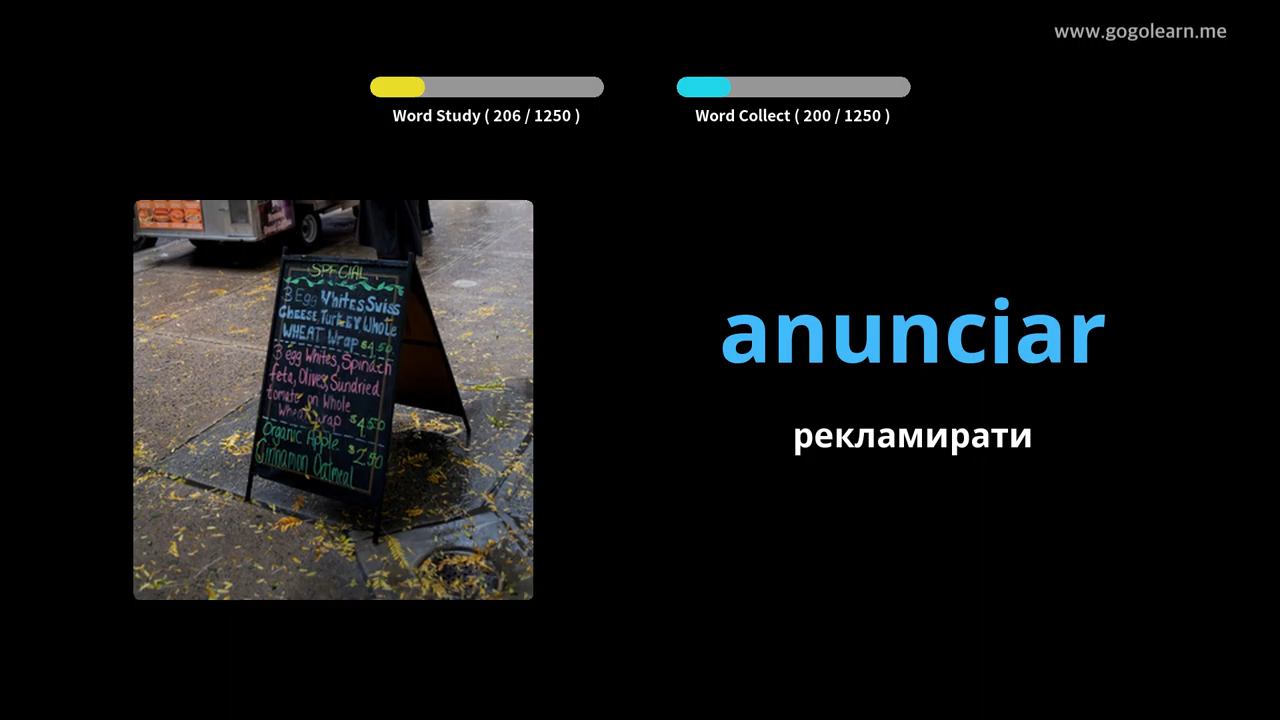 www.gogolearn.me
Word Study ( 206 / 1250 )
Word Collect ( 200 / 1250 )
SPECIAL
3 Egg Whites Swiss
Cheese, Turkey Whole
WHEAT Wrap $4.50
3 egg Whites, Spinach
feta, Olives, Sundried
tomato on Whole
Wheat Wrap $4.50
Organic Apple
Cinnamon Oatmeal $2.50
anunciar
рекламирати